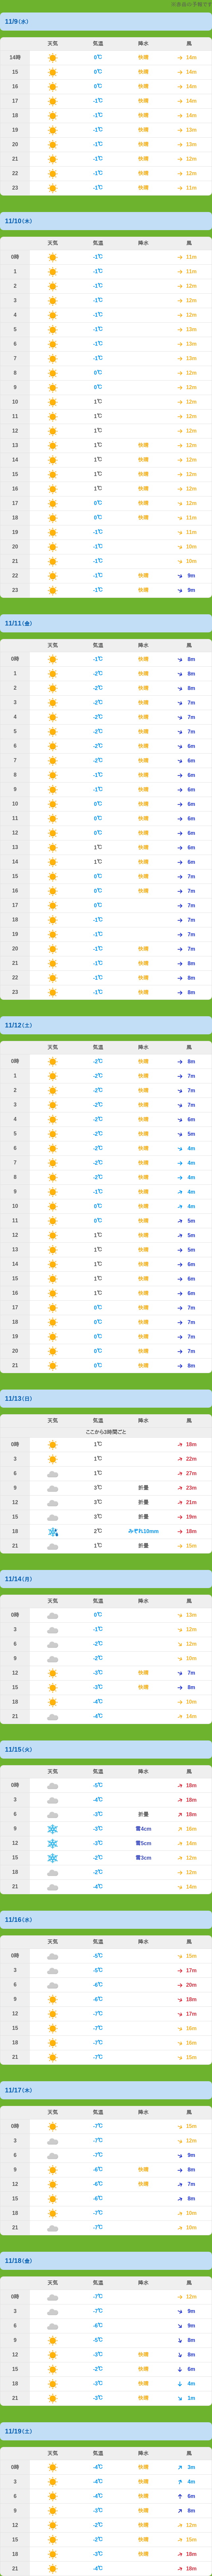 11/9(水)
天気 気温 降水 風
14時 0℃ 快晴 14m
15 0℃ 快晴 14m
16 0℃ 快晴 14m
17 -1℃ 快晴 14m
18 -1℃ 快晴 14m
19 -1℃ 快晴 13m
20 -1℃ 快晴 13m
21 -1℃ 快晴 12m
22 -1℃ 快晴 12m
23 -1℃ 快晴 11m
11/10(木)
天気 気温 降水 風
0時 -1℃ 11m
1 -1℃ 11m
2 -1℃ 12m
3 -1℃ 12m
4 -1℃ 12m
5 -1℃ 13m
6 -1℃ 13m
7 -1℃ 13m
8 0℃ 12m
9 0℃ 12m
10 1℃ 12m
11 1℃ 12m
12 1℃ 12m
13 1℃ 快晴 12m
14 1℃ 快晴 12m
15 1℃ 快晴 12m
16 1℃ 快晴 12m
17 0℃ 快晴 12m
18 0℃ 快晴 11m
19 -1℃ 11m
20 -1℃ 10m
21 -1℃ 10m
22 -1℃ 快晴 9m
23 -1℃ 快晴 9m
11/11(金)
天気 気温 降水 風
0時 -1℃ 快晴 8m
1 -2℃ 快晴 8m
2 -2℃ 快晴 8m
3 -2℃ 快晴 7m
4 -2℃ 快晴 7m
5 -2℃ 快晴 7m
6 -2℃ 快晴 6m
7 -2℃ 快晴 6m
8 -1℃ 快晴 6m
9 -1℃ 快晴 6m
10 0℃ 快晴 6m
11 0℃ 快晴 6m
12 0℃ 快晴 6m
13 1℃ 快晴 6m
14 1℃ 快晴 6m
15 0℃ 快晴 7m
16 0℃ 快晴 7m
17 0℃ 7m
18 -1℃ 7m
19 -1℃ 7m
20 -1℃ 快晴 7m
21 -1℃ 快晴 8m
22 -1℃ 快晴 8m
23 -1℃ 快晴 8m
11/12(土)
天気 気温 降水 風
0時 -2℃ 快晴 8m
1 -2℃ 快晴 7m
2 -2℃ 快晴 7m
3 -2℃ 快晴 7m
4 -2℃ 快晴 6m
5 -2℃ 快晴 5m
6 -2℃ 快晴 4m
7 -2℃ 快晴 4m
8 -2℃ 快晴 4m
9 -1℃ 快晴 4m
10 0℃ 快晴 4m
11 0℃ 快晴 5m
12 1℃ 快晴 5m
13 1℃ 快晴 5m
14 1℃ 快晴 6m
15 1℃ 快晴 6m
16 1℃ 快晴 6m
17 0℃ 快晴 7m
18 0℃ 快晴 7m
19 0℃ 快晴 7m
20 0℃ 快晴 7m
21 0℃ 快晴 8m
11/13(日)
天気 気温 降水 風
ここから3時間ごと
0時 1℃ 18m
3 1℃ 22m
6 1℃ 27m
9 3℃ 折曇 23m
12 3℃ 折曇 21m
15 3℃ 折曇 19m
18 2℃ みぞれ10mm 18m
21 1℃ 折曇 15m
11/14(月)
天気 気温 降水 風
0時 0℃ 13m
3 -1℃ 12m
6 -2℃ 12m
9 -2℃ 10m
12 -3℃ 快晴 7m
15 -3℃ 快晴 8m
18 -4℃ 10m
21 -4℃ 14m
11/15(火)
天気 気温 降水 風
0時 -5℃ 18m
3 -4℃ 18m
6 -3℃ 折曇 18m
9 -3℃ 雪4cm 16m
12 -3℃ 雪5cm 14m
15 -2℃ 雪3cm 12m
18 -2℃ 12m
21 -4℃ 14m
11/16(水)
天気 気温 降水 風
0時 -5℃ 15m
3 -5℃ 17m
6 -6℃ 20m
9 -6℃ 18m
12 -7℃ 17m
15 -7℃ 16m
18 -7℃ 16m
21 -7℃ 15m
11/17(木)
天気 気温 降水 風
0時 -7℃ 15m
3 -7℃ 12m
6 -7℃ 9m
9 -6℃ 快晴 8m
12 -6℃ 快晴 7m
15 -6℃ 8m
18 -7℃ 10m
21 -7℃ 10m
11/18(金)
天気 気温 降水 風
0時 -7℃ 12m
3 -7℃ 9m
6 -6℃ 9m
9 -5℃ 8m
12 -3℃ 快晴 8m
15 -2℃ 快晴 6m
18 -3℃ 快晴 4m
21 -3℃ 快晴 1m
11/19(土)
天気 気温 降水 風
0時 -4℃ 快晴 3m
3 -4℃ 快晴 4m
6 -4℃ 快晴 6m
9 -3℃ 快晴 8m
12 -2℃ 快晴 12m
15 -2℃ 快晴 15m
18 -3℃ 快晴 18m
21 -4℃ 18m